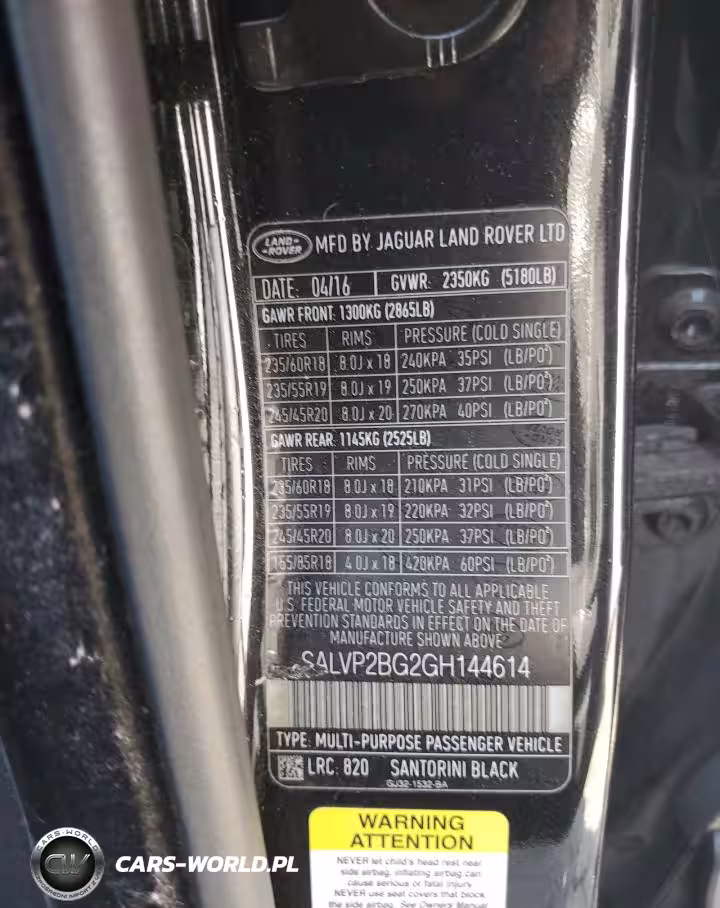 LAND ROVER
MFD BY JAGUAR LAND ROVER LTD
DATE: 04/16 GVWR: 2350KG (5180LB)
GAWR FRONT: 1300KG (2865LB)
TIRES RIMS PRESSURE (COLD SINGLE)
235/60R18 8.0J x 18 240KPA 35PSI (LB/PO²)
235/55R19 8.0J x 19 250KPA 37PSI (LB/PO²)
245/45R20 8.0J x 20 270KPA 40PSI (LB/PO²)
GAWR REAR: 1145KG (2525LB)
TIRES RIMS PRESSURE (COLD SINGLE)
235/60R18 8.0J x 18 210KPA 31PSI (LB/PO²)
235/55R19 8.0J x 19 220KPA 32PSI (LB/PO²)
245/45R20 8.0J x 20 250KPA 37PSI (LB/PO²)
155/85R18 4.0J x 18 420KPA 60PSI (LB/PO²)
THIS VEHICLE CONFORMS TO ALL APPLICABLE
U.S. FEDERAL MOTOR VEHICLE SAFETY AND THEFT
PREVENTION STANDARDS IN EFFECT ON THE DATE OF
MANUFACTURE SHOWN ABOVE
SALVP2BG2GH144614
TYPE: MULTI-PURPOSE PASSENGER VEHICLE
LRC: 820 SANTORINI BLACK
GJ32-1532-BA
WARNING
ATTENTION
NEVER let child's head rest near
side airbag, inflating airbag can
cause serious or fatal injury.
NEVER use seat covers that block
the side airbag. See Owners Manual
CARS-WORLD
CW
CARS-WORLD.PL